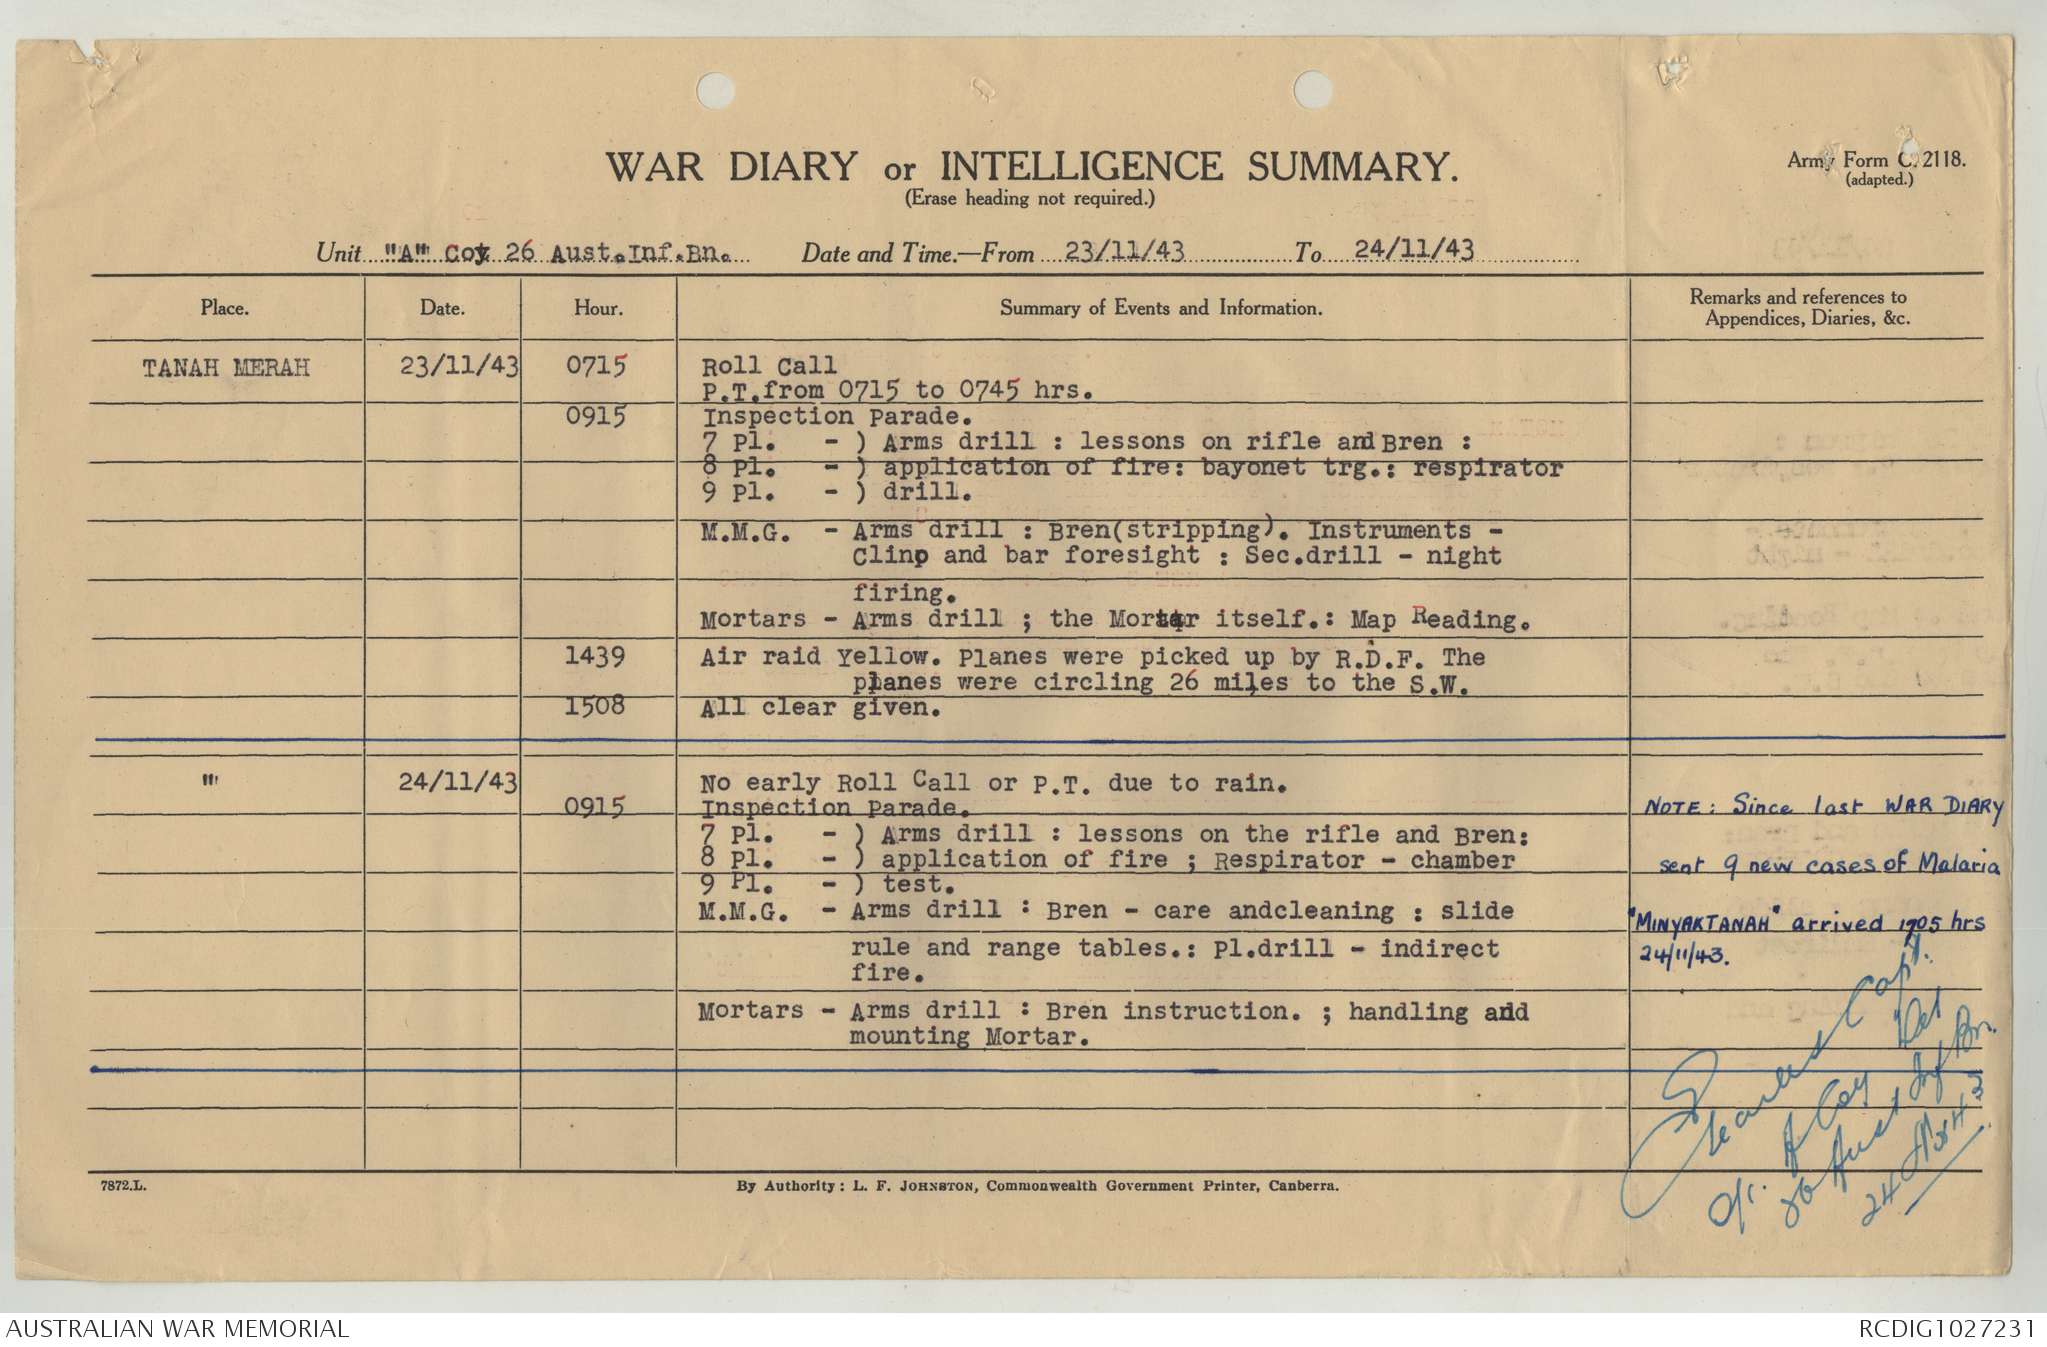 WAR DIARY or INTELLIGENCE SUMMARY.
(Erase heading not required.)
Army Form C. 2118.
(adapted.)
Unit "A" Coy 26 Aust.Inf.Bn. Date and Time.—From 23/11/43 To 24/11/43
Place. Date. Hour. Summary of Events and Information. Remarks and references to
Appendices, Diaries, &c.
TANAH MERAH 23/11/43 0715 Roll Call
P.T.from 0715 to 0745 hrs.
0915 Inspection Parade.
7 Pl. - ) Arms drill : lessons on rifle and Bren :
8 Pl. - ) application of fire: bayonet trg.: respirator
9 Pl. - ) drill.
M.M.G. - Arms drill : Bren(stripping). Instruments -
Clino and bar foresight : Sec.drill - night
firing.
Mortars - Arms drill ; the Mortar itself.: Map Reading.
1439 Air raid Yellow. Planes were picked up by R.D.F. The
planes were circling 26 miles to the S.W.
1508 All clear given.
" 24/11/43 No early Roll Call or P.T. due to rain.
0915 Inspection Parade.
7 Pl. - ) Arms drill : lessons on the rifle and Bren:
8 Pl. - ) application of fire ; Respirator - chamber
9 Pl. - ) test.
M.M.G. - Arms drill : Bren - care andcleaning : slide
rule and range tables.: Pl.drill - indirect
fire.
Mortars - Arms drill : Bren instruction. ; handling and
mounting Mortar.
NOTE: Since last WAR DIARY
sent 9 new cases of Malaria
"MINYAKTANAH" arrived 1705 hrs
24/11/43.
Capt.
A Coy Det
26 Aust Inf Bn.
24 Nov 43
7872.L. By Authority: L. F. JOHNSTON, Commonwealth Government Printer, Canberra.
AUSTRALIAN WAR MEMORIAL RCDIG1027231